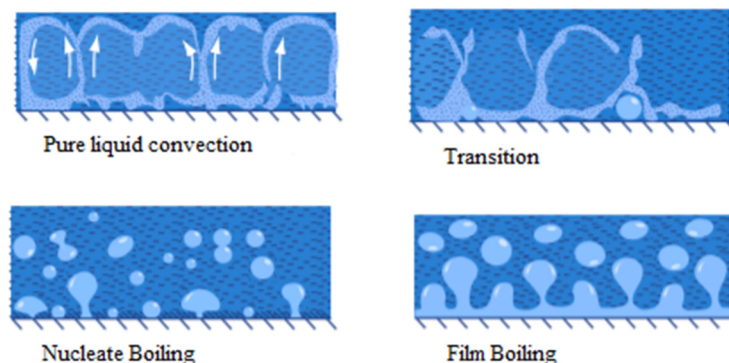 Pure liquid convection
Transition
Nucleate Boiling
Film Boiling